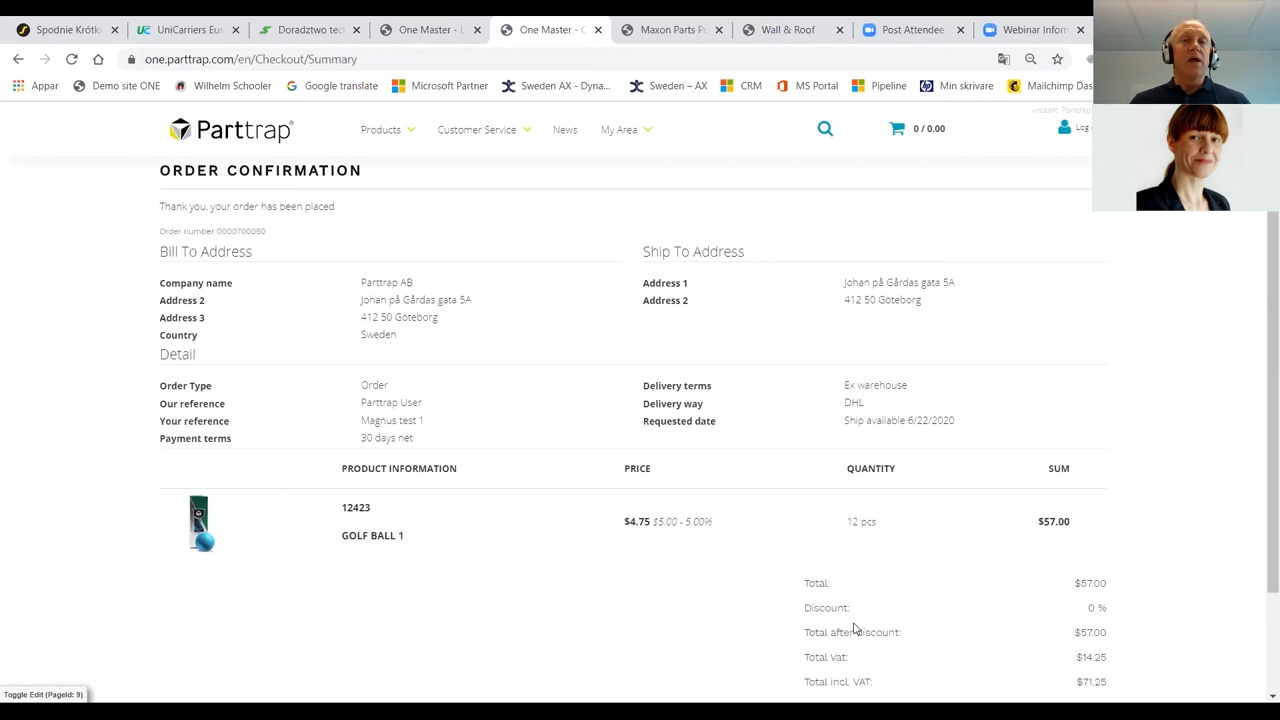 Spodnie Krótki
UniCarriers Eur
Doradztwo tec
One Master - U
One Master - C
Maxon Parts Po
Wall & Roof
Post Attendee
Webinar Inform
one.parttrap.com/en/Checkout/Summary
Appar
Demo site ONE
Wilhelm Schooler
Google translate
Microsoft Partner
Sweden AX - Dyna...
Sweden – AX
CRM
MS Portal
Pipeline
Min skrivare
Mailchimp Das
Parttrap
Products
Customer Service
News
My Area
0 / 0.00
Log
ORDER CONFIRMATION
Thank you, your order has been placed
Order number 0000700050
Bill To Address
Ship To Address
Company name Parttrap AB
Address 2 Johan på Gårdas gata 5A
Address 3 412 50 Göteborg
Country Sweden
Address 1 Johan på Gårdas gata 5A
Address 2 412 50 Göteborg
Detail
Order Type Order
Our reference Parttrap User
Your reference Magnus test 1
Payment terms 30 days net
Delivery terms Ex warehouse
Delivery way DHL
Requested date Ship available 6/22/2020
PRODUCT INFORMATION PRICE QUANTITY SUM
12423
GOLF BALL 1
$4.75 $5.00 - 5.00% 12 pcs $57.00
Total: $57.00
Discount: 0 %
Total after discount: $57.00
Total Vat: $14.25
Total incl. VAT: $71.25
Toggle Edit (PageId: 9)